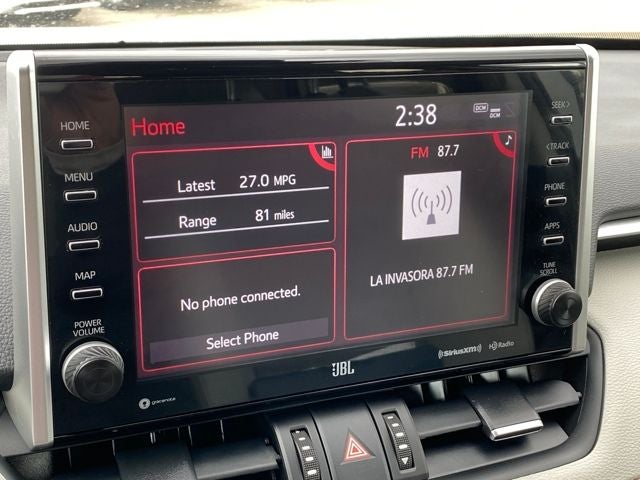 Home
2:38
DCM
DCM
Latest 27.0 MPG
Range 81 miles
FM 87.7
LA INVASORA 87.7 FM
No phone connected.
Select Phone
HOME
MENU
AUDIO
MAP
POWER
VOLUME
SEEK>
<TRACK
PHONE
APPS
TUNE
SCROLL
gracenote
JBL
((SiriusXM))
HD Radio